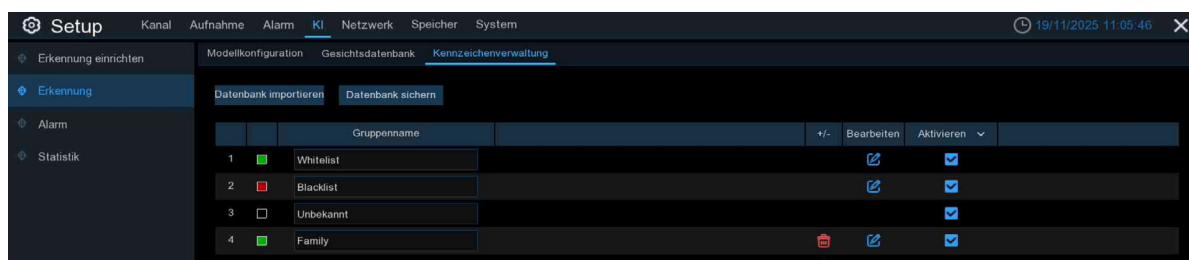 Setup Kanal Aufnahme Alarm KI Netzwerk Speicher System 19/11/2025 11:05:46
Erkennung einrichten
Erkennung
Alarm
Statistik
Modellkonfiguration Gesichtsdatenbank Kennzeichenverwaltung
Datenbank importieren Datenbank sichern
Gruppenname +/- Bearbeiten Aktivieren
1 Whitelist
2 Blacklist
3 Unbekannt
4 Family